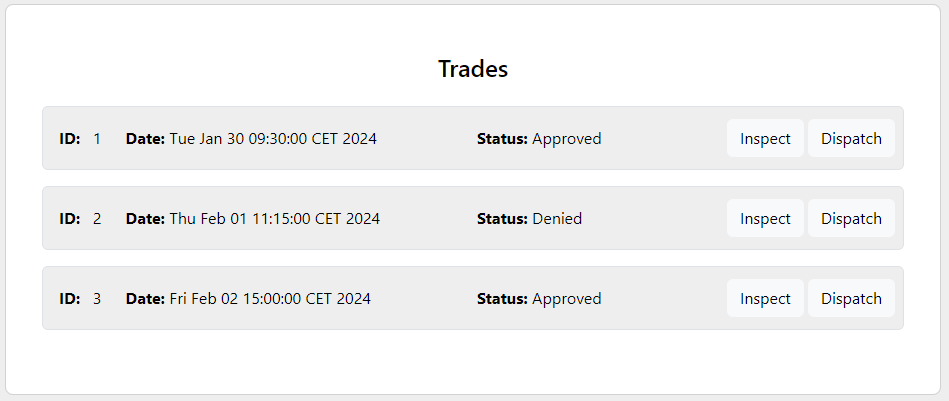 Trades
ID: 1 Date: Tue Jan 30 09:30:00 CET 2024 Status: Approved Inspect Dispatch
ID: 2 Date: Thu Feb 01 11:15:00 CET 2024 Status: Denied Inspect Dispatch
ID: 3 Date: Fri Feb 02 15:00:00 CET 2024 Status: Approved Inspect Dispatch